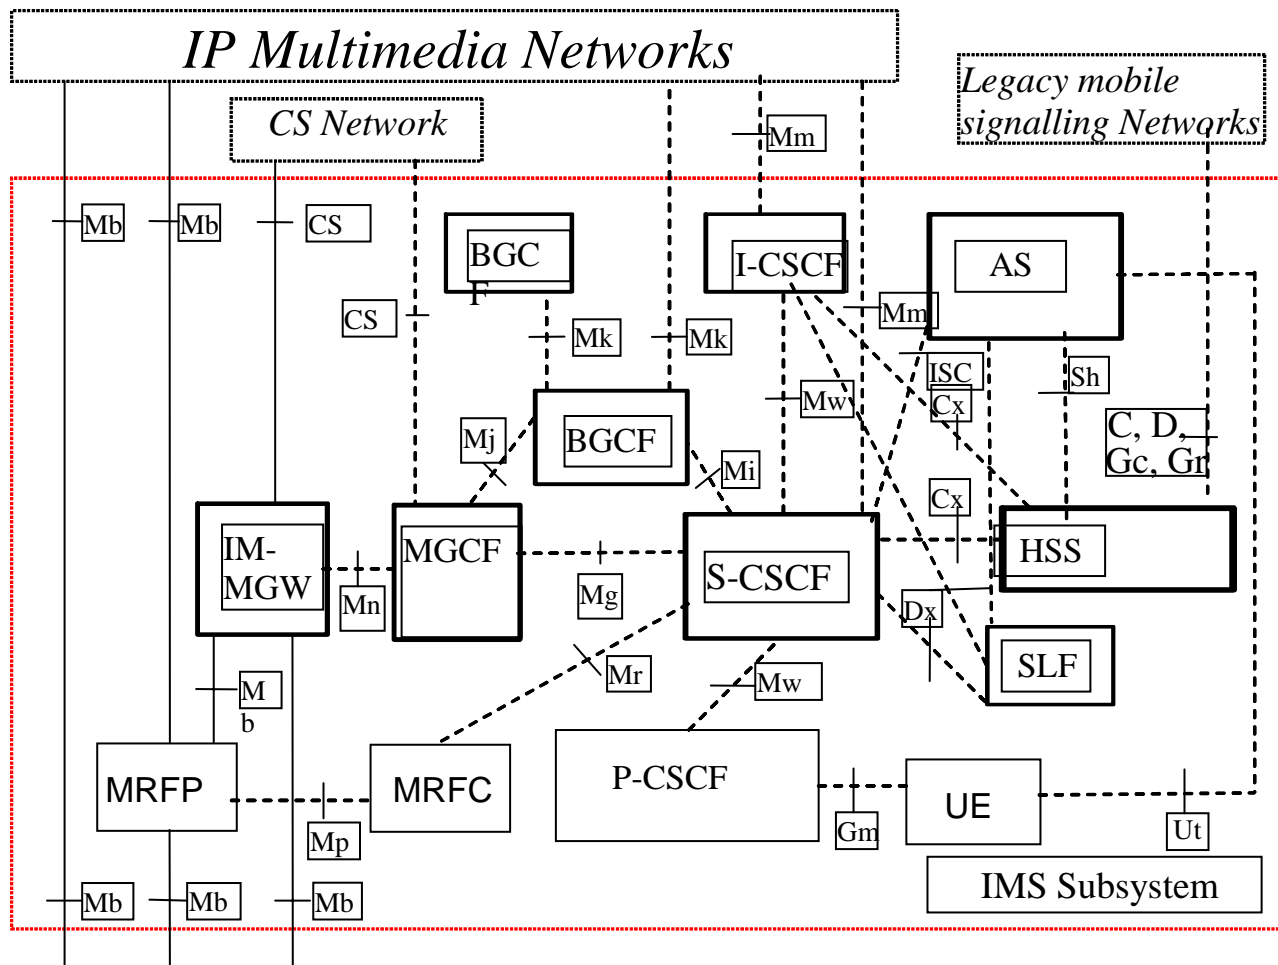 IP Multimedia Networks
Legacy mobile
signalling Networks
CS Network
Mm
Mb
Mb
CS
BGC
F
I-CSCF
AS
CS
Mm
Mk
Mk
Mw
ISC
Cx
Sh
C, D,
Gc, Gr
Mj
BGCF
Mi
Cx
IM-
MGW
MGCF
S-CSCF
HSS
Mn
Mg
Dx
Mr
Mw
SLF
M
b
MRFP
MRFC
P-CSCF
UE
Mp
Gm
Ut
IMS Subsystem
Mb
Mb
Mb